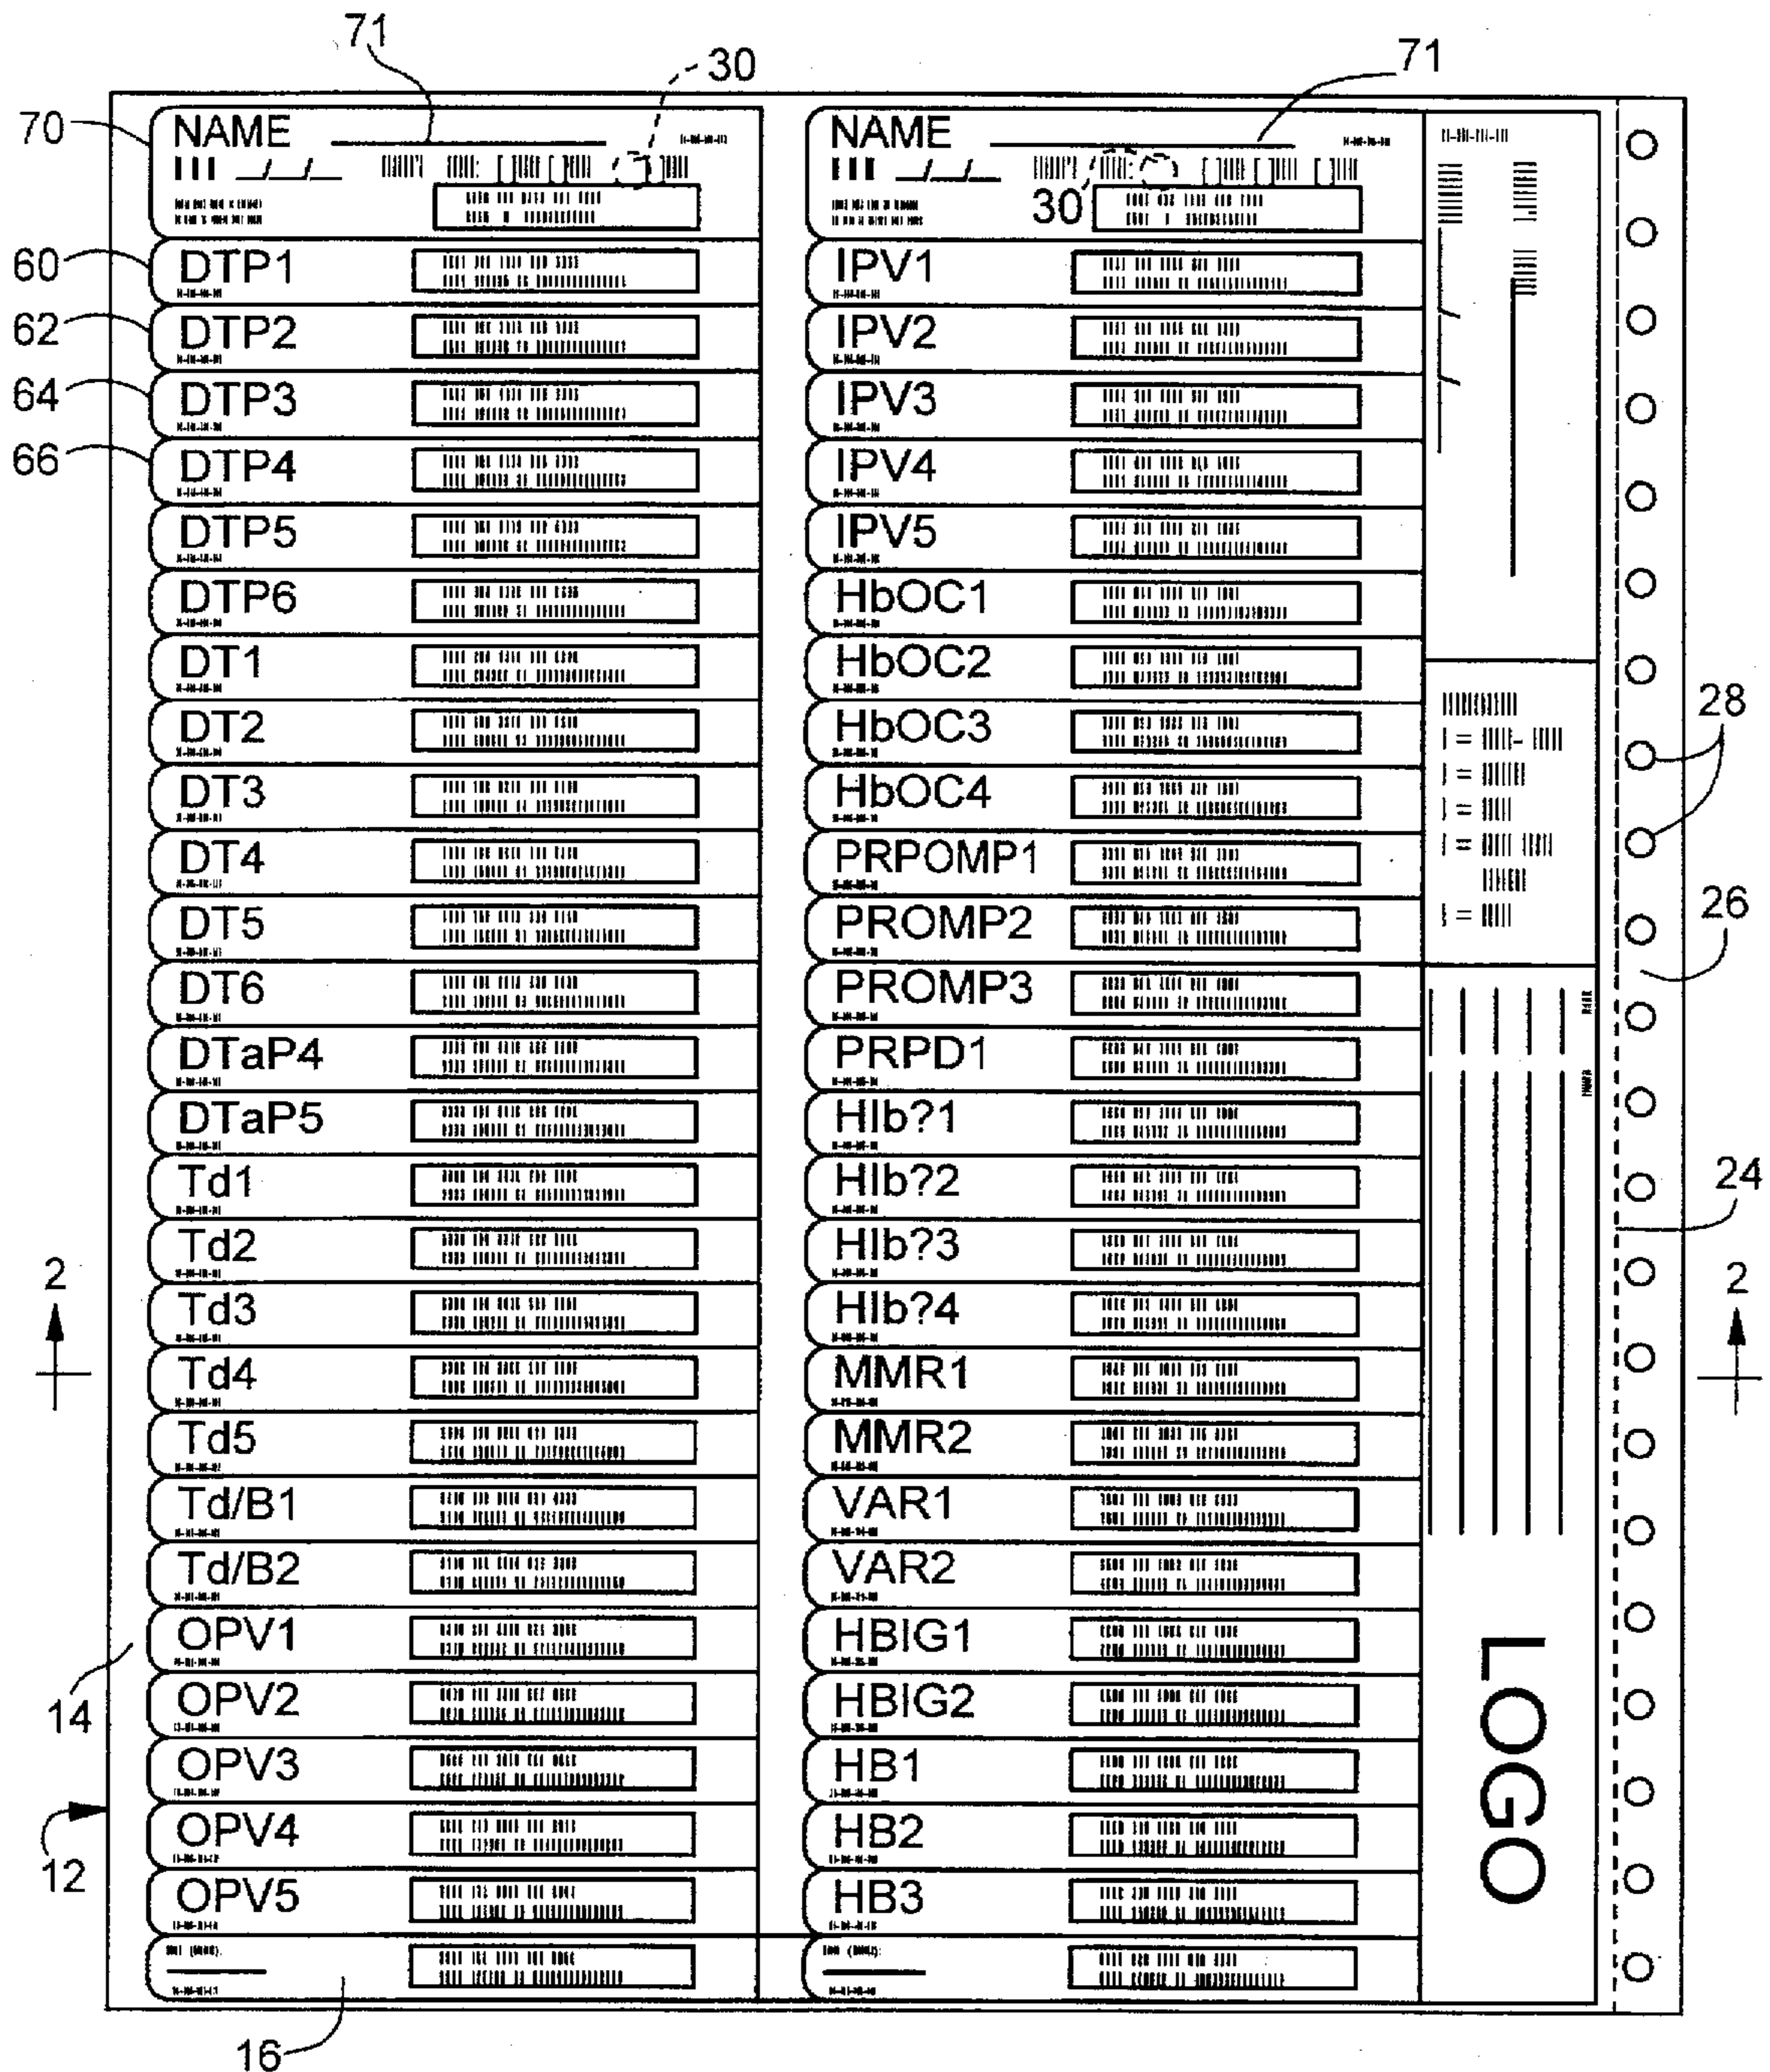 71
30
71
70
NAME
NAME
30
60
DTP1
IPV1
62
DTP2
IPV2
64
DTP3
IPV3
66
DTP4
IPV4
DTP5
IPV5
DTP6
HbOC1
DT1
HbOC2
28
DT2
HbOC3
DT3
HbOC4
DT4
PRPOMP1
26
DT5
PROMP2
DT6
PROMP3
DTaP4
PRPD1
DTaP5
HIb?1
24
Td1
HIb?2
2
Td2
HIb?3
2
Td3
HIb?4
Td4
MMR1
Td5
MMR2
Td/B1
VAR1
Td/B2
VAR2
14
OPV1
HBIG1
LOGO
OPV2
HBIG2
OPV3
HB1
12
OPV4
HB2
OPV5
HB3
16